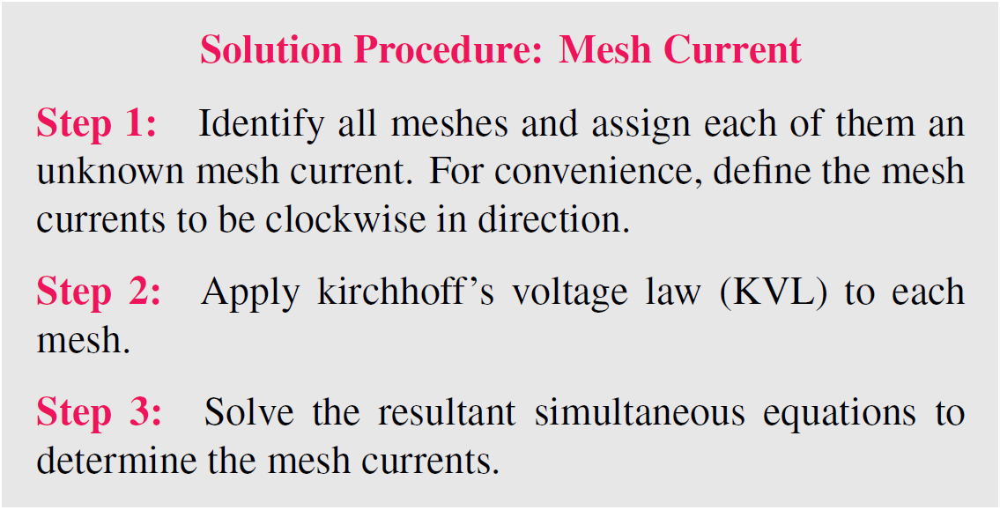 Solution Procedure: Mesh Current
Step 1: Identify all meshes and assign each of them an
unknown mesh current. For convenience, define the mesh
currents to be clockwise in direction.
Step 2: Apply kirchhoff's voltage law (KVL) to each
mesh.
Step 3: Solve the resultant simultaneous equations to
determine the mesh currents.